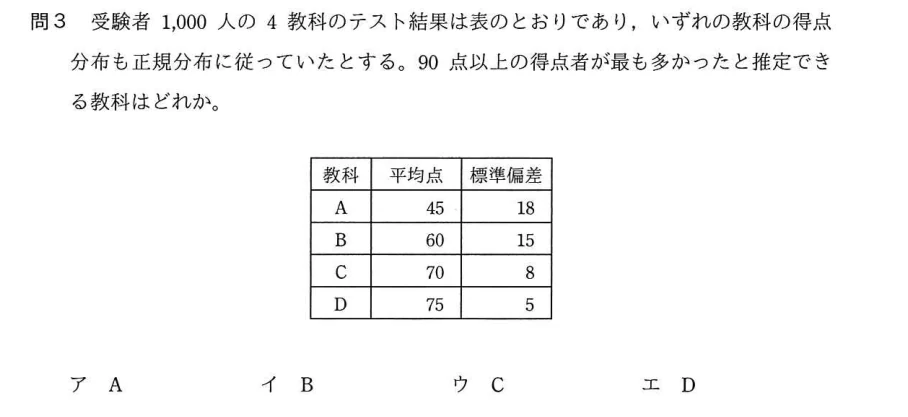 問3 受験者 1,000 人の 4 教科のテスト結果は表のとおりであり，いずれの教科の得点
分布も正規分布に従っていたとする。90 点以上の得点者が最も多かったと推定でき
る教科はどれか。
教科 平均点 標準偏差
A 45 18
B 60 15
C 70 8
D 75 5
ア A イ B ウ C エ D